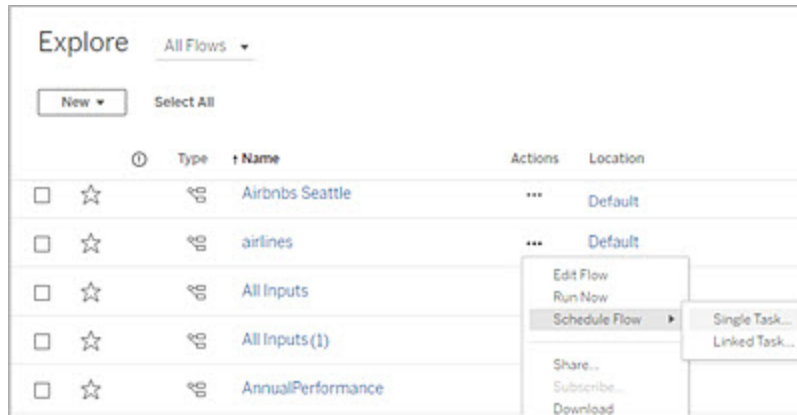 Explore All Flows
New Select All
Type ↑ Name Actions Location
Airbnbs Seattle ••• Default
airlines ••• Default
Edit Flow
All Inputs
Run Now
Schedule Flow Single Task...
All Inputs (1)
Linked Task...
Share...
Subscribe...
AnnualPerformance
Download